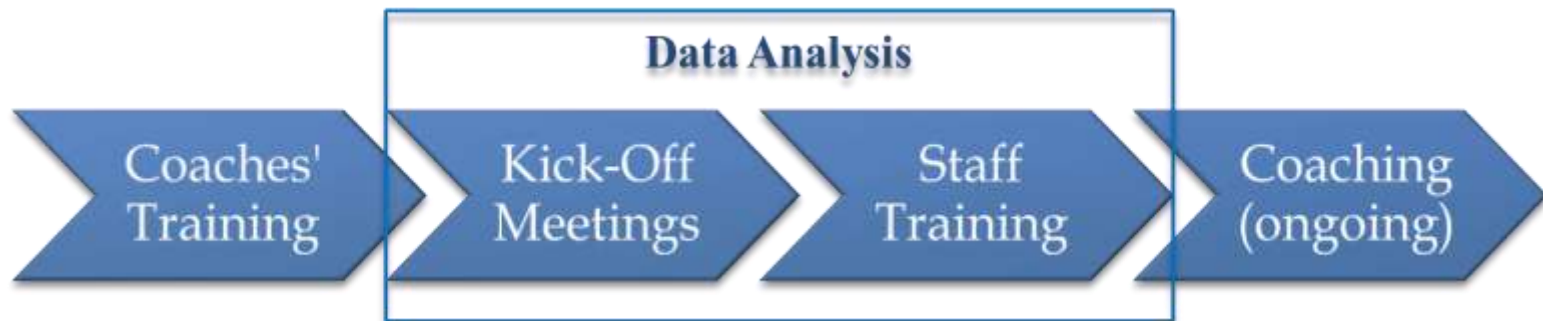 Data Analysis
Coaches'
Training
Kick-Off
Meetings
Staff
Training
Coaching
(ongoing)